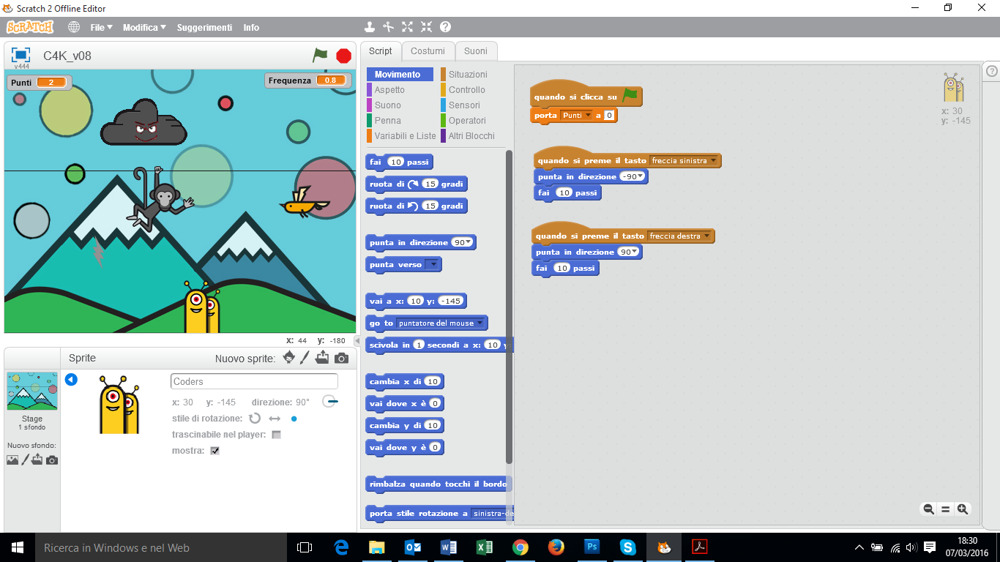 Scratch 2 Offline Editor
SCRATCH File Modifica Suggerimenti Info
v444
C4K_v08
Punti 2
Frequenza 0.8
x: 44 y: -180
Sprite Nuovo sprite:
Stage
1 sfondo
Nuovo sfondo:
Coders
x: 30 y: -145 direzione: 90°
stile di rotazione:
trascinabile nel player:
mostra:
Script Costumi Suoni
Movimento Situazioni
Aspetto Controllo
Suono Sensori
Penna Operatori
Variabili e Liste Altri Blocchi
fai 10 passi
ruota di 15 gradi
ruota di 15 gradi
punta in direzione 90
punta verso
vai a x: 10 y: -145
go to puntatore del mouse
scivola in 1 secondi a x: 10 y
cambia x di 10
vai dove x è 0
cambia y di 10
vai dove y è 0
rimbalza quando tocchi il bordo
porta stile rotazione a sinistra-de
quando si clicca su
porta Punti a 0
quando si preme il tasto freccia sinistra
punta in direzione -90
fai 10 passi
quando si preme il tasto freccia destra
punta in direzione 90
fai 10 passi
x: 30
y: -145
Ricerca in Windows e nel Web
18:30
07/03/2016